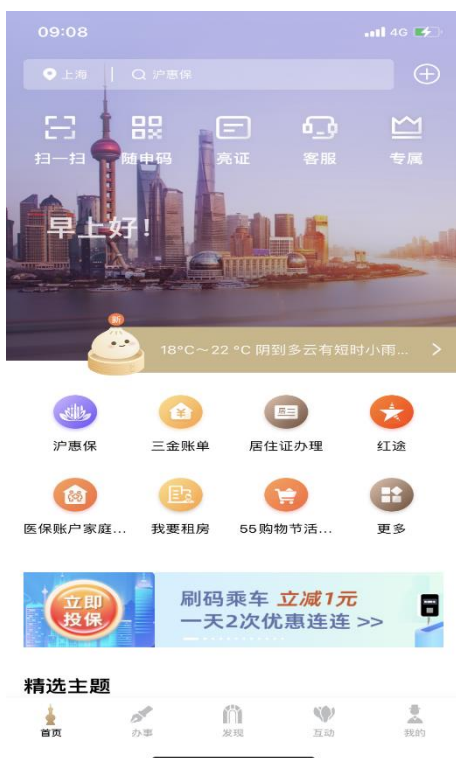 09:08
4G
上海
沪惠保
扫一扫
随申码
亮证
客服
专属
早上好!
新
18°C~22 °C 阴到多云有短时小雨...
沪惠保
三金账单
居住证办理
红途
医保账户家庭...
我要租房
55购物节活...
更多
立即
投保
刷码乘车 立减1元
一天2次优惠连连 >>
精选主题
首页
办事
发现
互动
我的